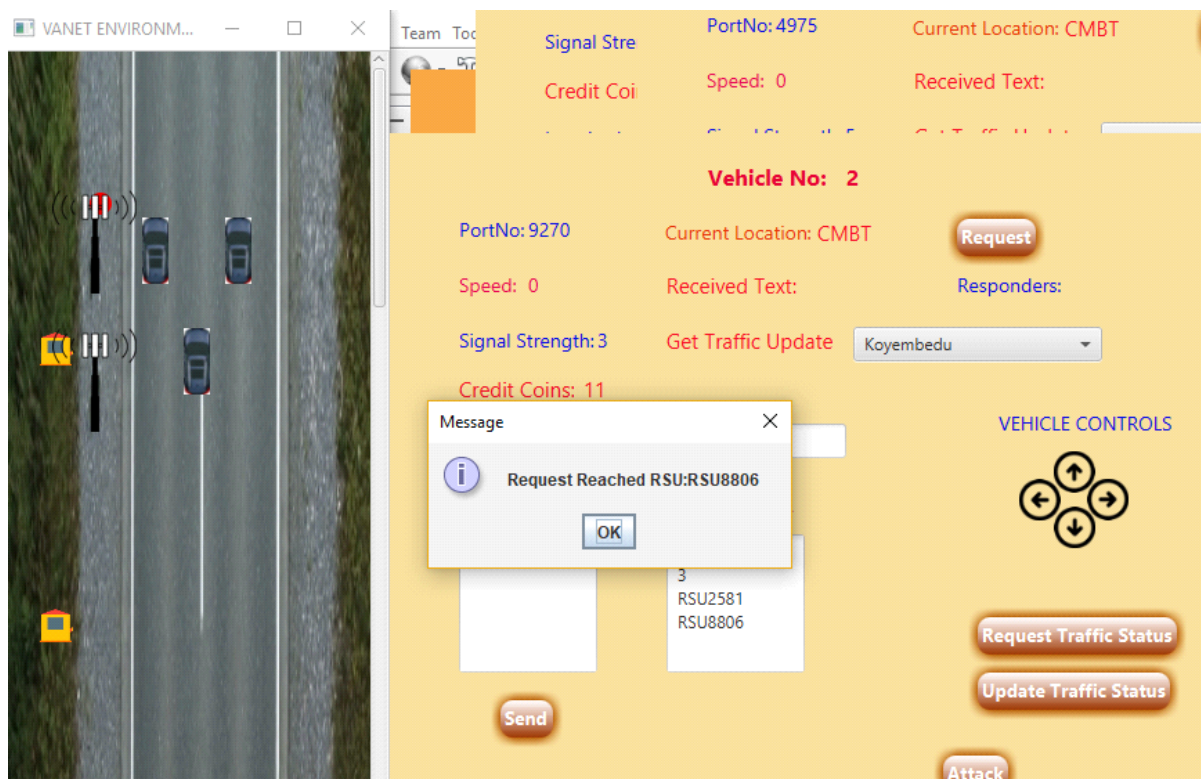 VANET ENVIRONM...
Team
Signal Stre
PortNo: 4975
Current Location: CMBT
Credit Coi
Speed: 0
Received Text:
Vehicle No: 2
PortNo: 9270
Current Location: CMBT
Request
Speed: 0
Received Text:
Responders:
Signal Strength: 3
Get Traffic Update
Koyembedu
Credit Coins: 11
Message
Request Reached RSU:RSU8806
OK
VEHICLE CONTROLS
3
RSU2581
RSU8806
Request Traffic Status
Update Traffic Status
Send
Attack